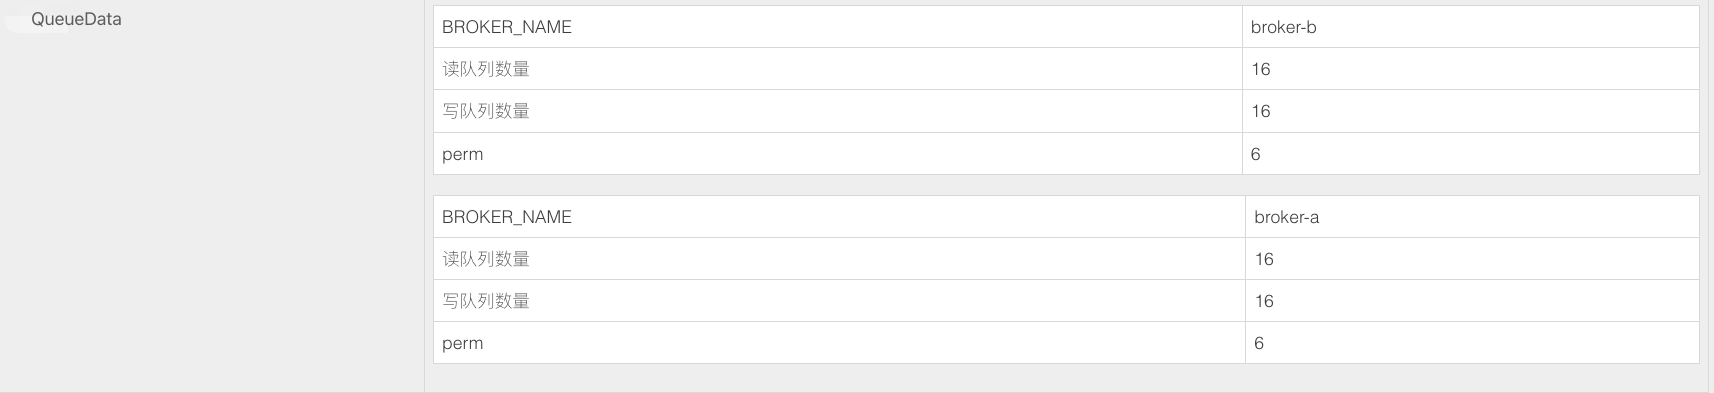 QueueData
BROKER_NAME broker-b
读队列数量 16
写队列数量 16
perm 6
BROKER_NAME broker-a
读队列数量 16
写队列数量 16
perm 6